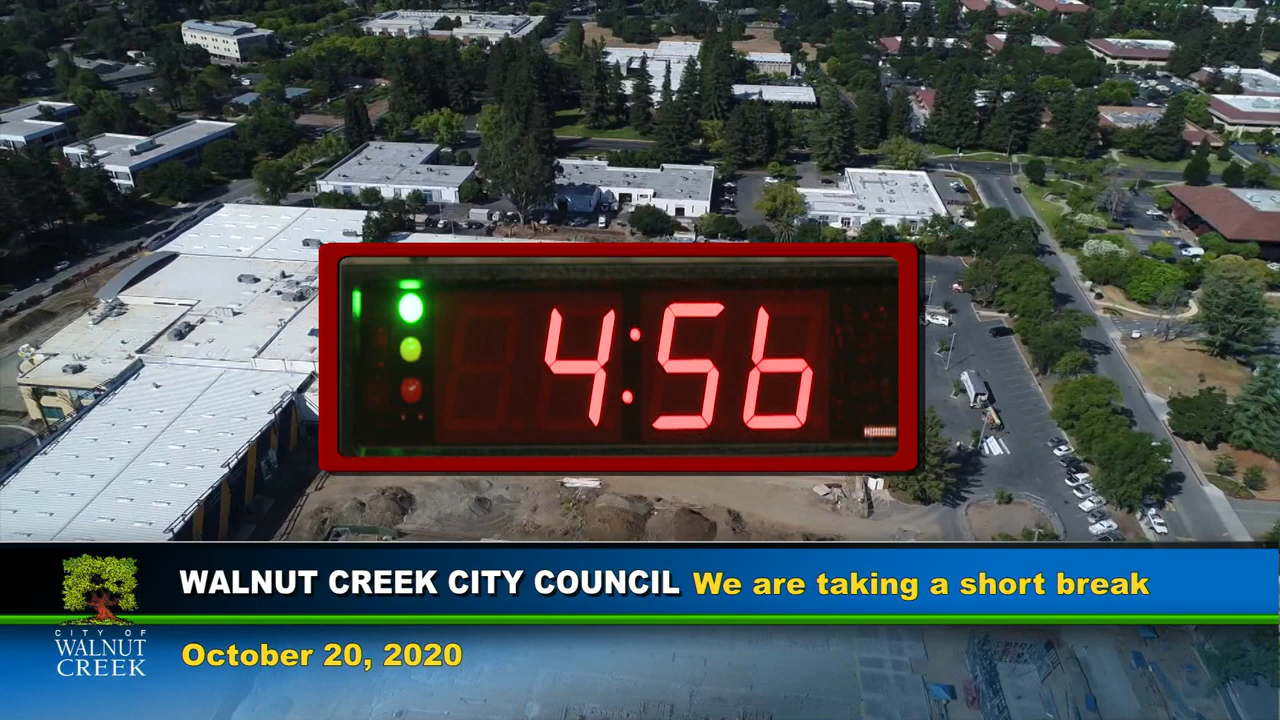 4:56
WALNUT CREEK CITY COUNCIL We are taking a short break
October 20, 2020
CITY OF
WALNUT
CREEK